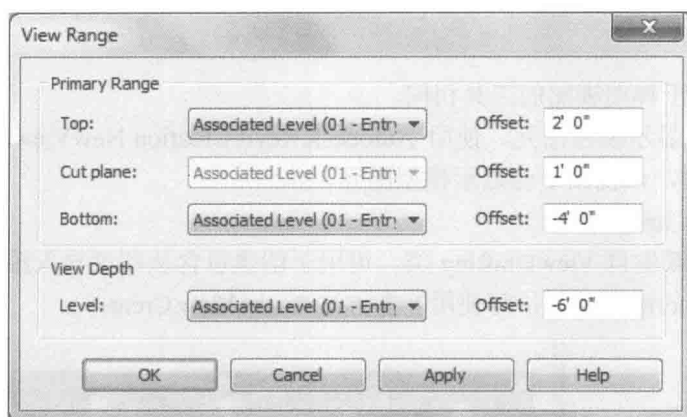 View Range
Primary Range
Top: Associated Level (01 - Entr Offset: 2' 0"
Cut plane: Associated Level (01 - Entr Offset: 1' 0"
Bottom: Associated Level (01 - Entr Offset: -4' 0"
View Depth
Level: Associated Level (01 - Entr Offset: -6' 0"
OK Cancel Apply Help